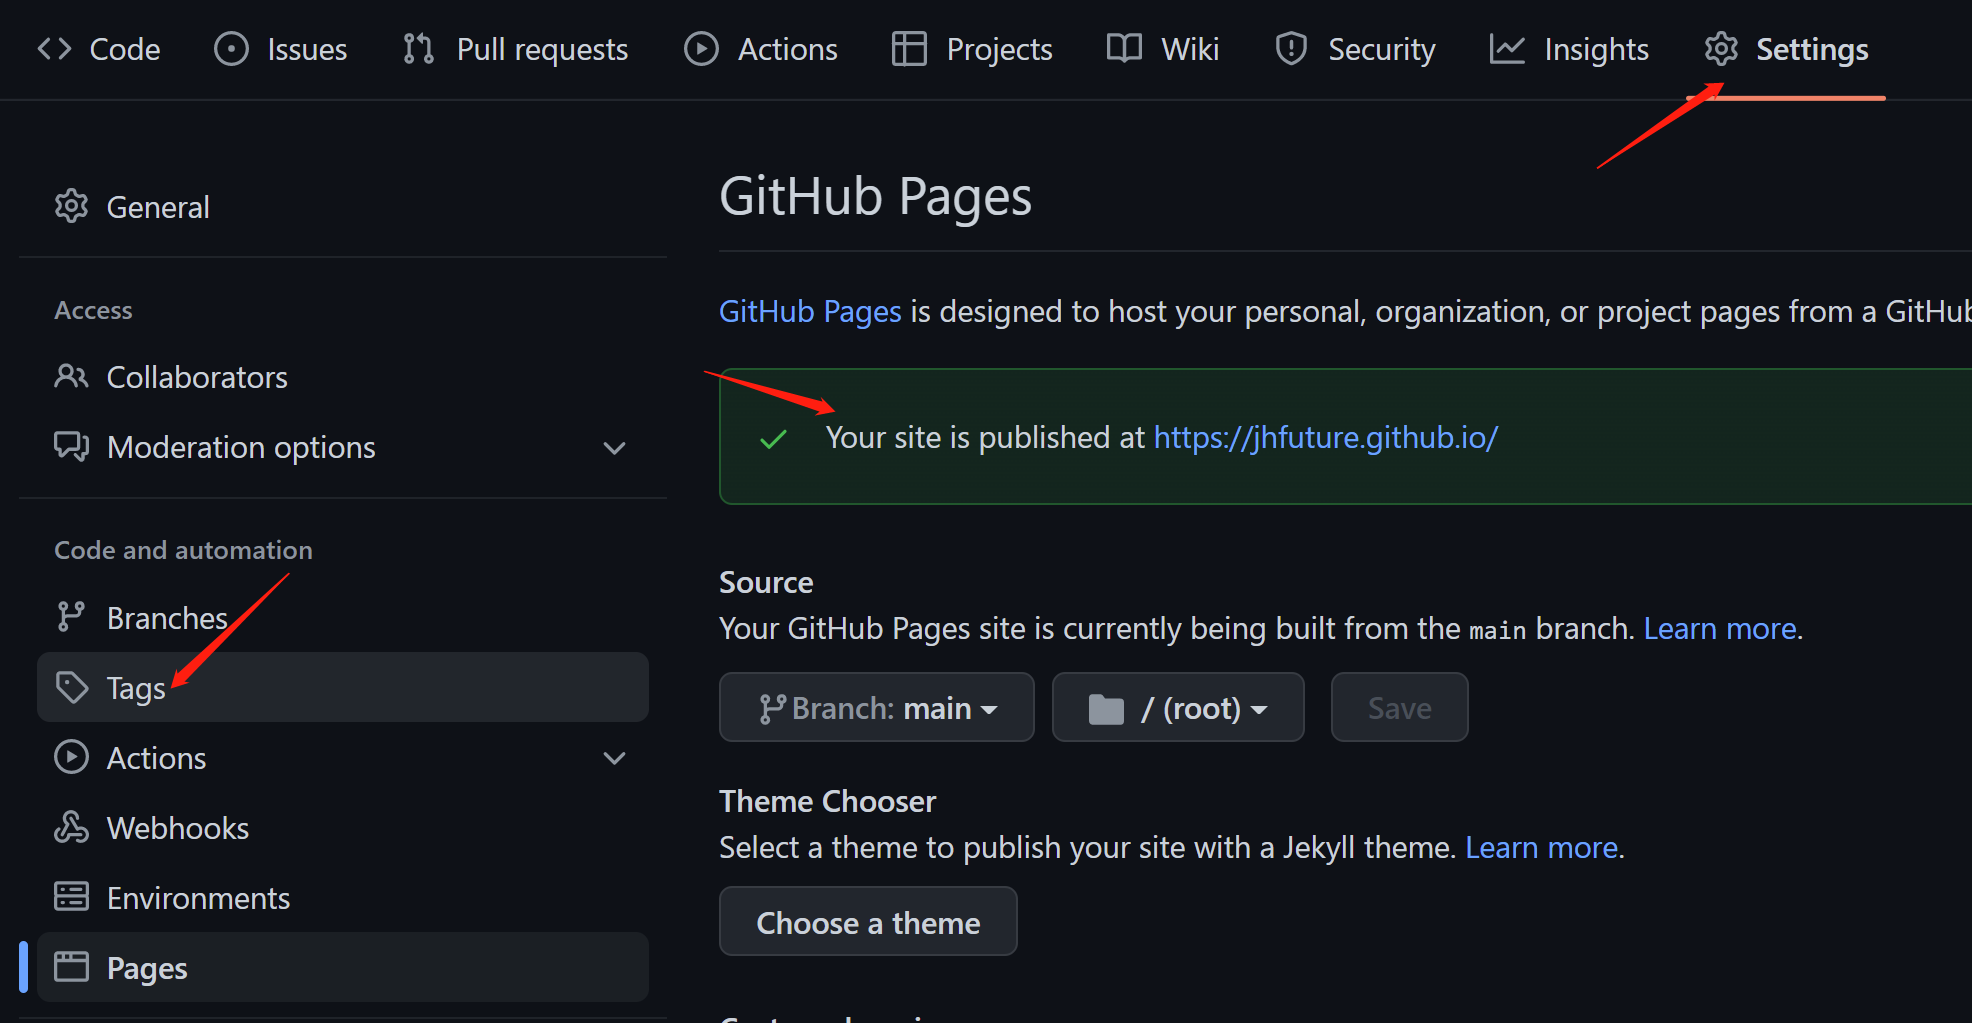 Code Issues Pull requests Actions Projects Wiki Security Insights Settings
General
Access
Collaborators
Moderation options
Code and automation
Branches
Tags
Actions
Webhooks
Environments
Pages
GitHub Pages
GitHub Pages is designed to host your personal, organization, or project pages from a GitHub
Your site is published at https://jhfuture.github.io/
Source
Your GitHub Pages site is currently being built from the main branch. Learn more.
Branch: main / (root) Save
Theme Chooser
Select a theme to publish your site with a Jekyll theme. Learn more.
Choose a theme